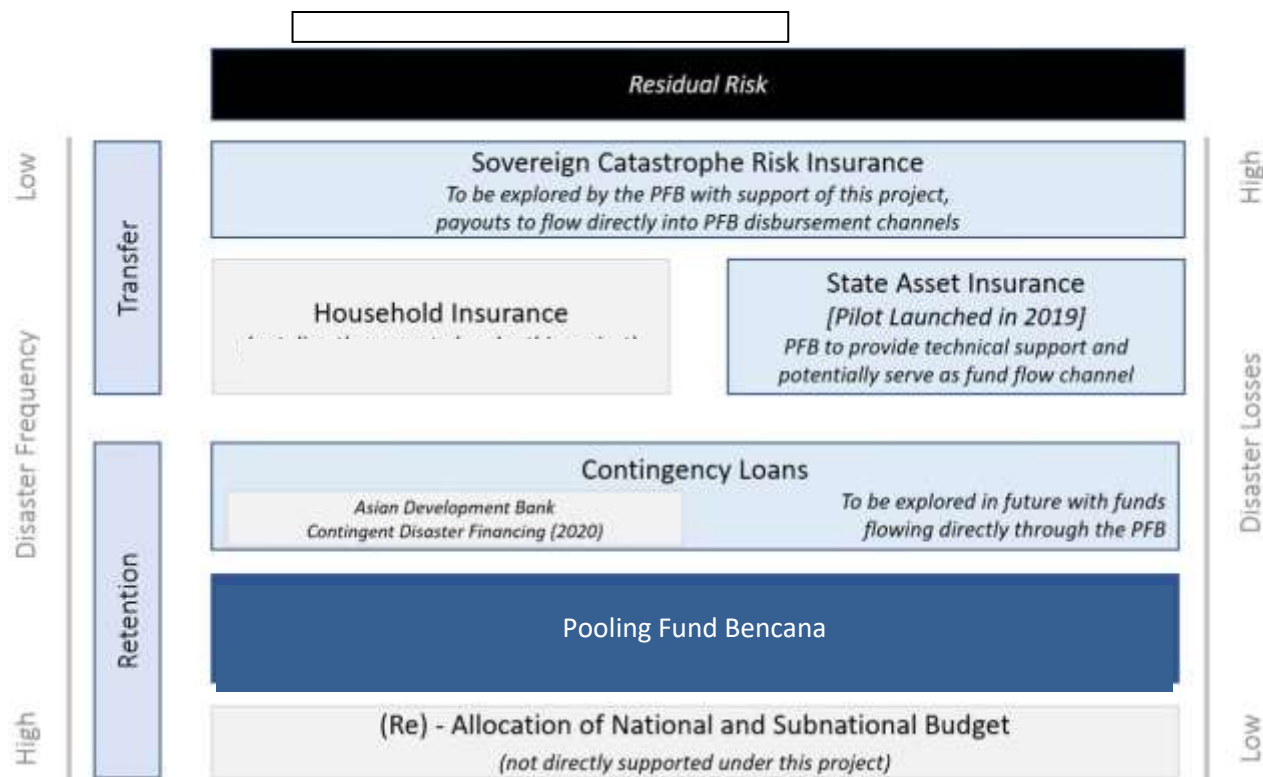 Residual Risk
Low
High
Transfer
Sovereign Catastrophe Risk Insurance
To be explored by the PFB with support of this project,
payouts to flow directly into PFB disbursement channels
Household Insurance
State Asset Insurance
[Pilot Launched in 2019]
PFB to provide technical support and
potentially serve as fund flow channel
Disaster Frequency
Disaster Losses
Retention
Contingency Loans
Asian Development Bank
Contingent Disaster Financing (2020)
To be explored in future with funds
flowing directly through the PFB
Pooling Fund Bencana
(Re) - Allocation of National and Subnational Budget
(not directly supported under this project)
High
Low